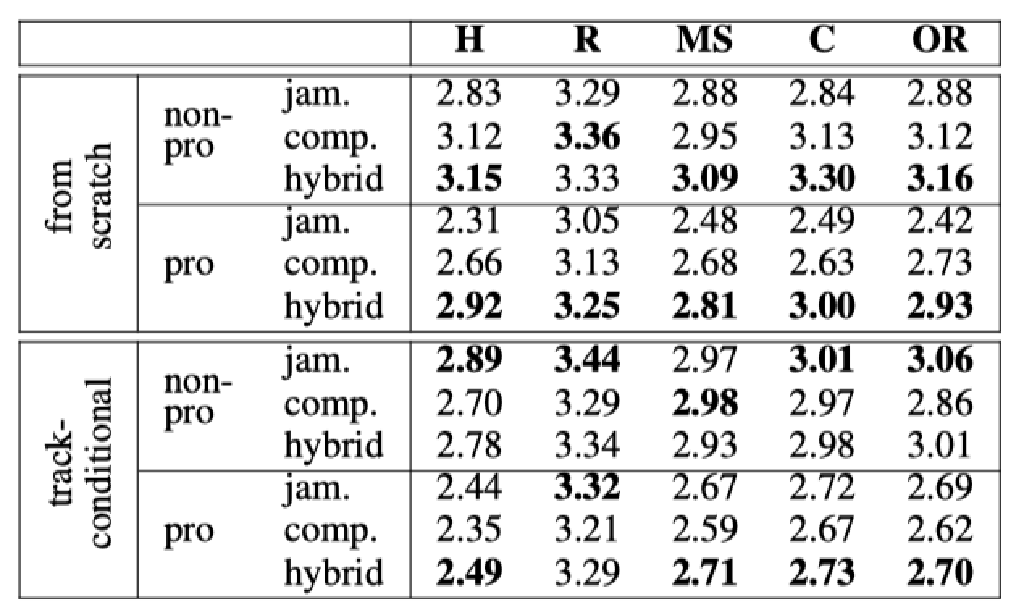 H R MS C OR
from scratch non-pro jam. 2.83 3.29 2.88 2.84 2.88
comp. 3.12 3.36 2.95 3.13 3.12
hybrid 3.15 3.33 3.09 3.30 3.16
pro jam. 2.31 3.05 2.48 2.49 2.42
comp. 2.66 3.13 2.68 2.63 2.73
hybrid 2.92 3.25 2.81 3.00 2.93
track-conditional non-pro jam. 2.89 3.44 2.97 3.01 3.06
comp. 2.70 3.29 2.98 2.97 2.86
hybrid 2.78 3.34 2.93 2.98 3.01
pro jam. 2.44 3.32 2.67 2.72 2.69
comp. 2.35 3.21 2.59 2.67 2.62
hybrid 2.49 3.29 2.71 2.73 2.70